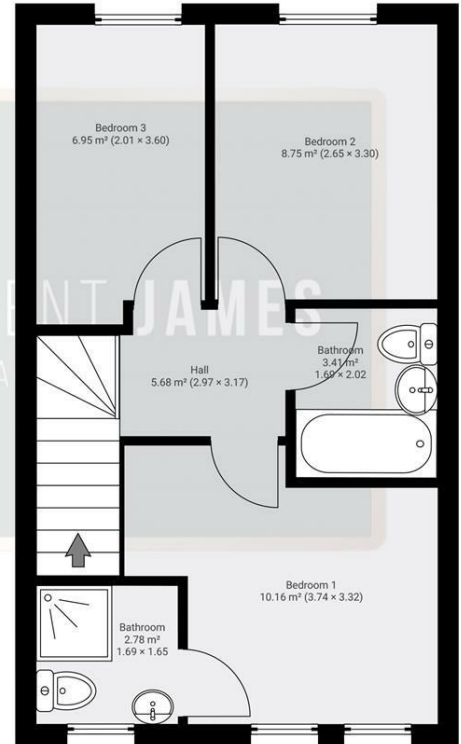 Bedroom 3
6.95 m² (2.01 × 3.60)
Bedroom 2
8.75 m² (2.65 × 3.30)
ENT JAMES
A
Hall
5.68 m² (2.97 × 3.17)
Bathroom
3.41 m²
1.69 × 2.02
Bedroom 1
10.16 m² (3.74 × 3.32)
Bathroom
2.78 m²
1.69 × 1.65